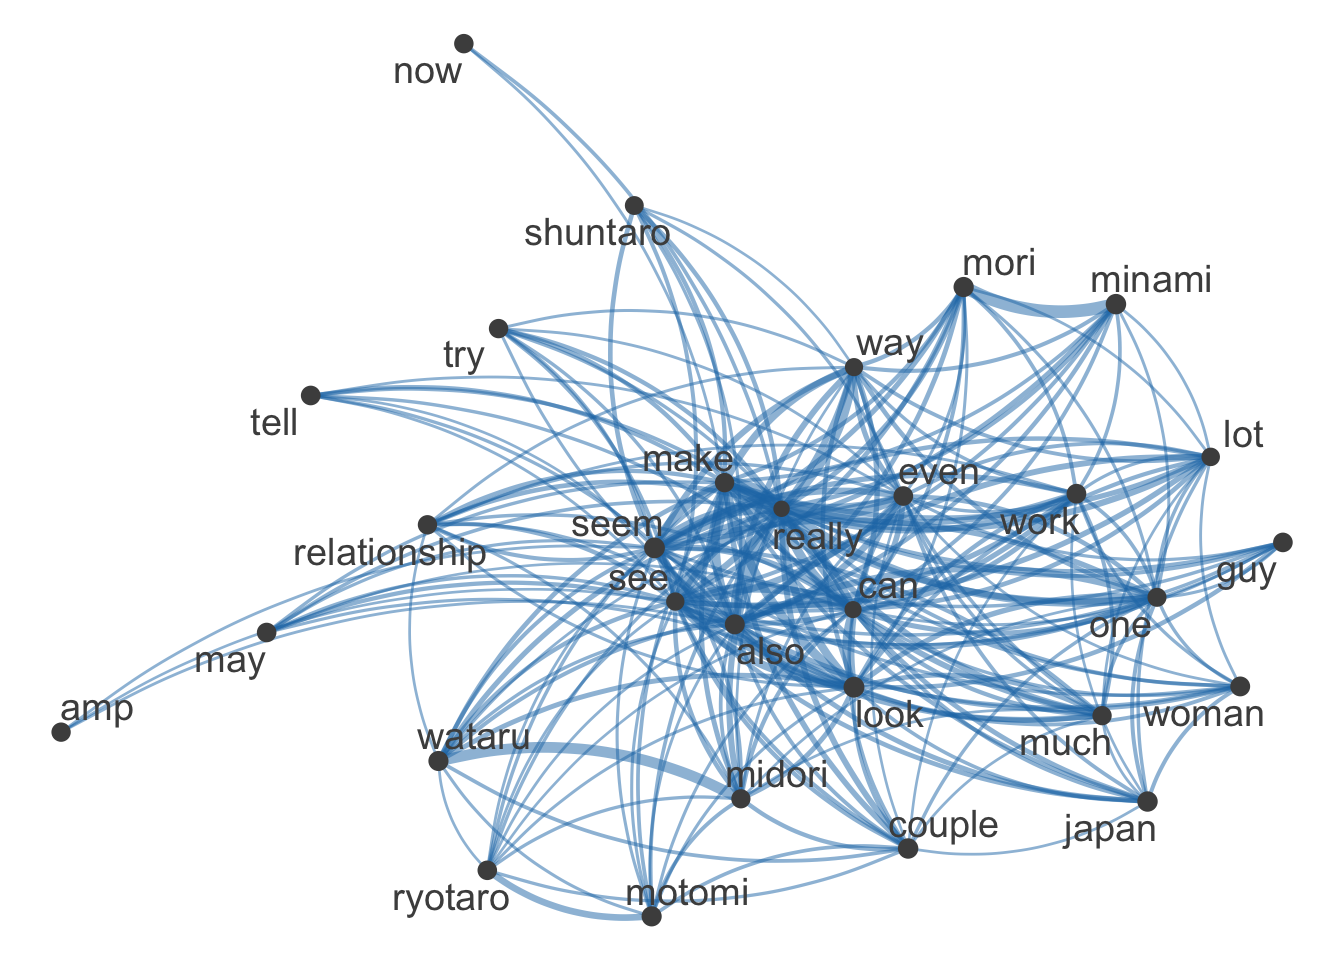 now
shuntaro
mori
minami
try
way
tell
lot
make
even
seem
work
really
relationship
guy
see
can
one
may
also
amp
look
woman
wataru
much
midori
couple
japan
ryotaro
motomi